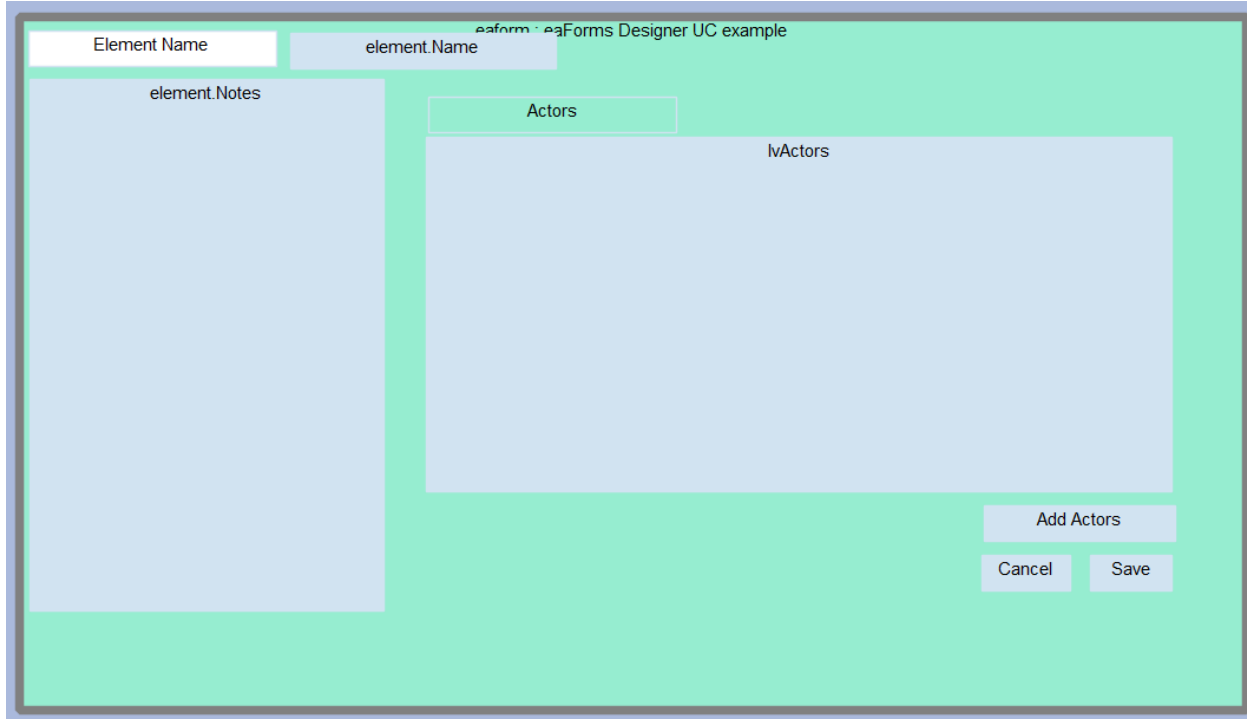 eaform : eaForms Designer UC example
Element Name
element.Name
element.Notes
Actors
lvActors
Add Actors
Cancel
Save